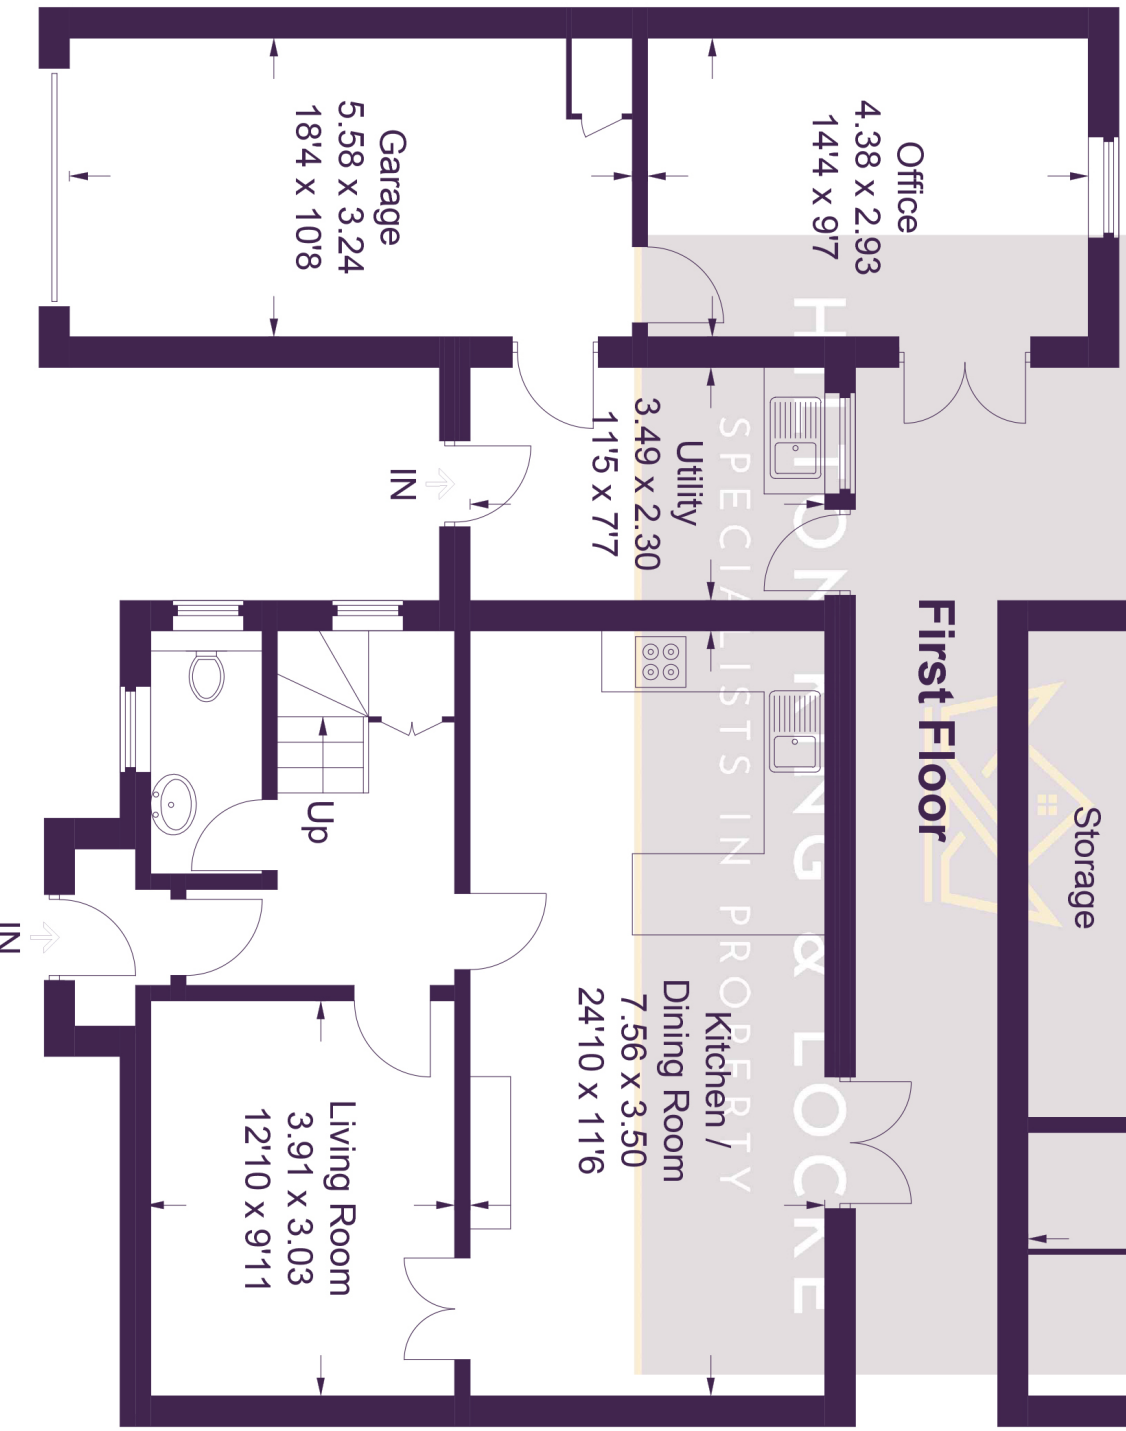 Storage
First Floor
Office
4.38 x 2.93
14'4 x 9'7
Utility
3.49 x 2.30
11'5 x 7'7
Kitchen /
Dining Room
7.56 x 3.50
24'10 x 11'6
Garage
5.58 x 3.24
18'4 x 10'8
IN
Up
Living Room
3.91 x 3.03
12'10 x 9'11
IN
SPECIALISTS IN PROPERTY
& LOCKE